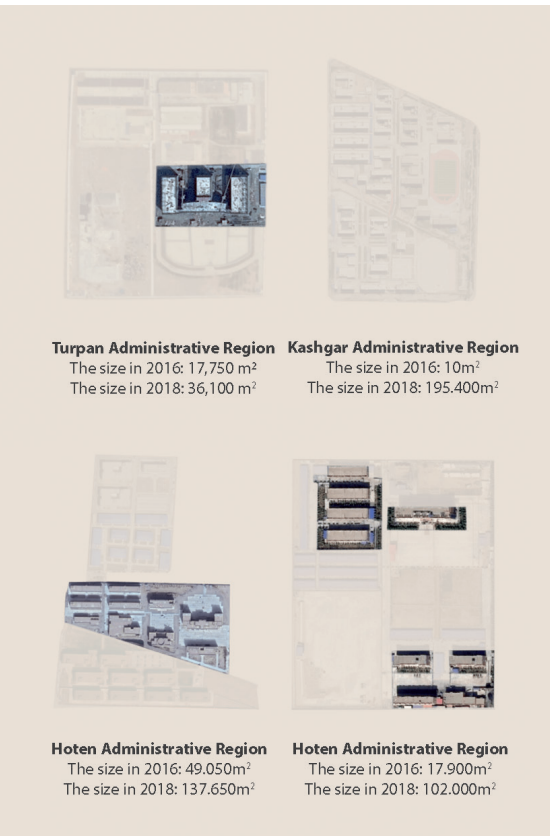 Turpan Administrative Region
The size in 2016: 17,750 m²
The size in 2018: 36,100 m²
Kashgar Administrative Region
The size in 2016: 10m²
The size in 2018: 195.400m²
Hoten Administrative Region
The size in 2016: 49.050m²
The size in 2018: 137.650m²
Hoten Administrative Region
The size in 2016: 17.900m²
The size in 2018: 102.000m²